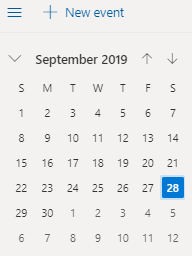 New event
September 2019
S M T W T F S
1 2 3 4 5 6 7
8 9 10 11 12 13 14
15 16 17 18 19 20 21
22 23 24 25 26 27 28
29 30 1 2 3 4 5
6 7 8 9 10 11 12